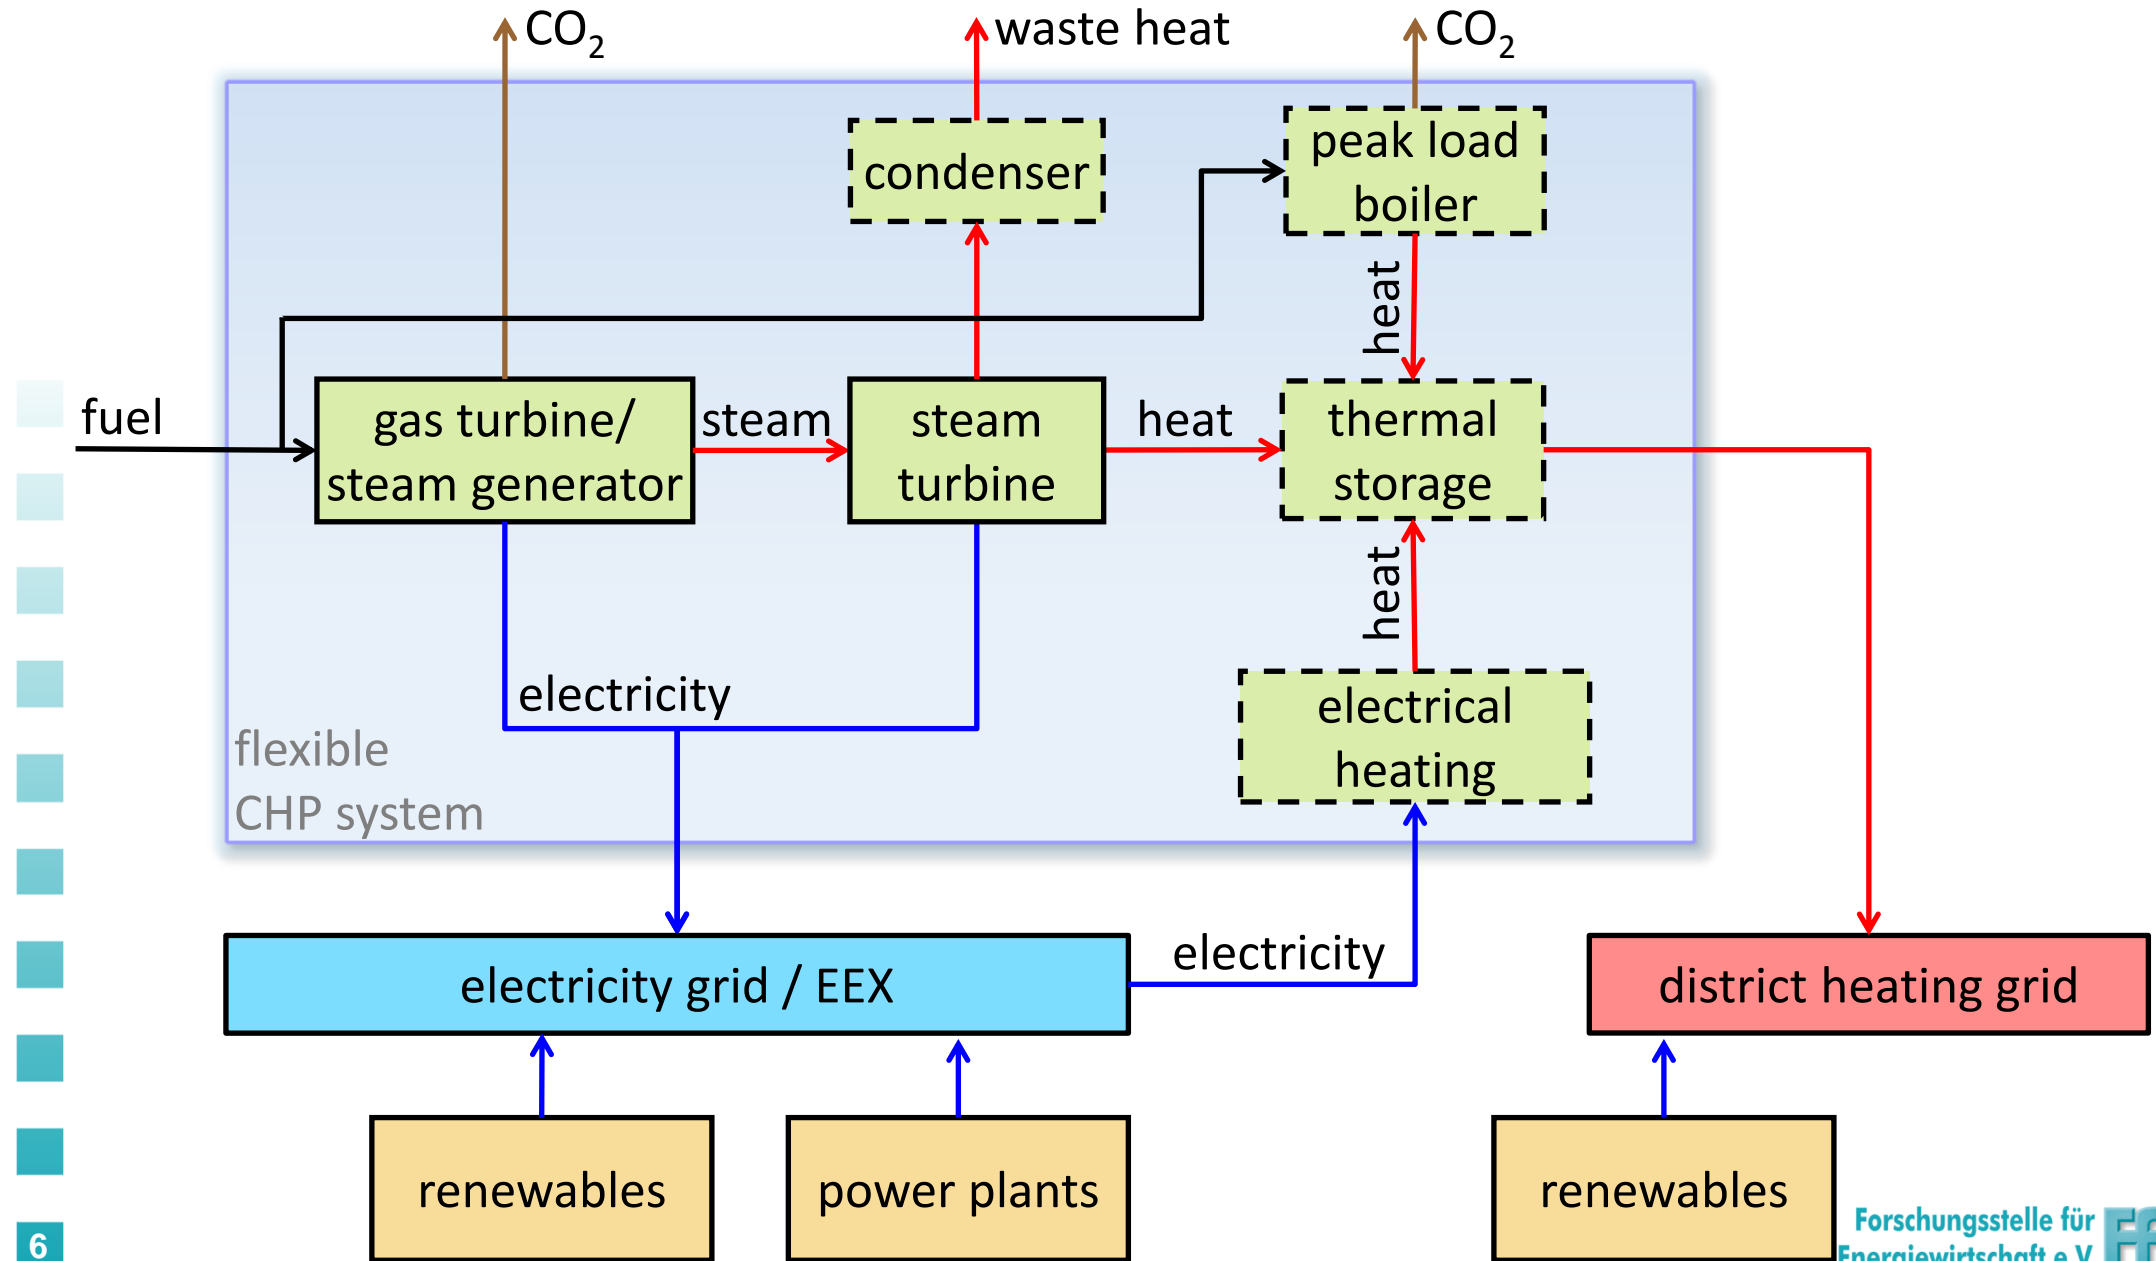 CO₂
waste heat
CO₂
condenser
peak load
boiler
heat
fuel
gas turbine/
steam generator
steam
steam
turbine
heat
thermal
storage
heat
electricity
electrical
heating
flexible
CHP system
electricity grid / EEX
electricity
district heating grid
renewables
power plants
renewables
6
Forschungsstelle für
Energiewirtschaft e.V.